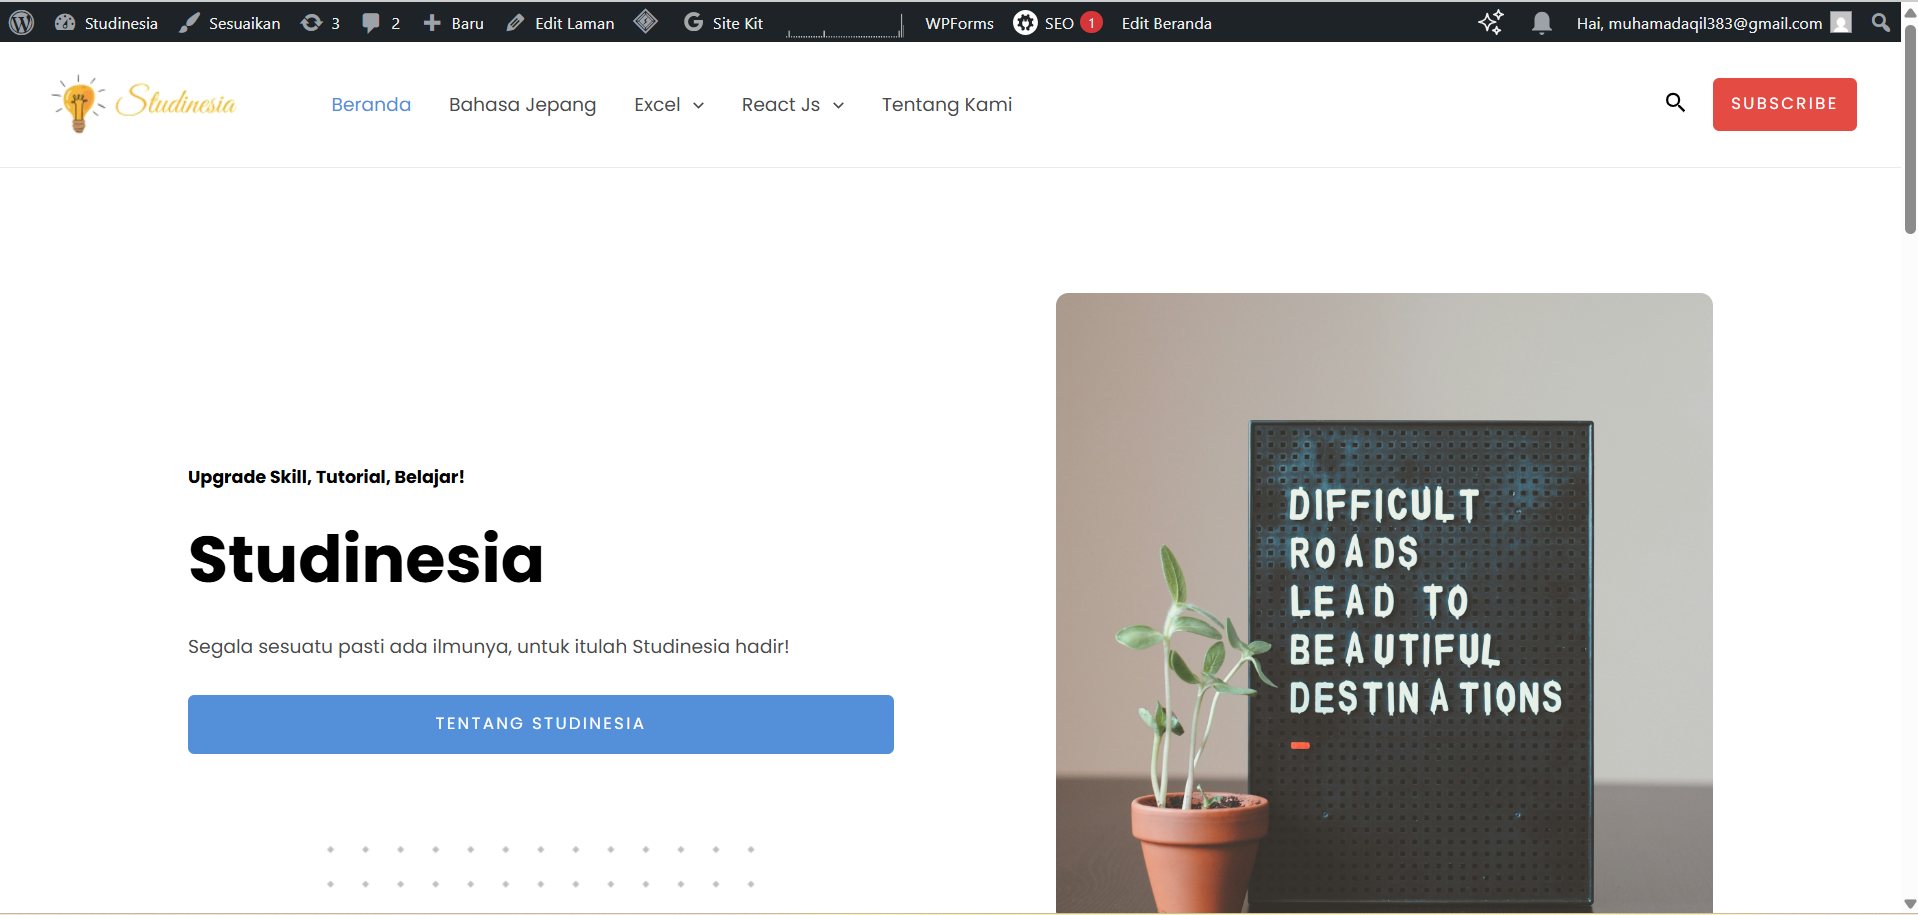 Studinesia Sesuaikan 3 2 Baru Edit Laman Site Kit WPForms SEO 1 Edit Beranda Hai, muhamadaqil383@gmail.com
Studinesia Beranda Bahasa Jepang Excel React Js Tentang Kami SUBSCRIBE
Upgrade Skill, Tutorial, Belajar!
Studinesia
Segala sesuatu pasti ada ilmunya, untuk itulah Studinesia hadir!
TENTANG STUDINESIA
DIFFICULT
ROADS
LEAD TO
BEAUTIFUL
DESTINATIONS